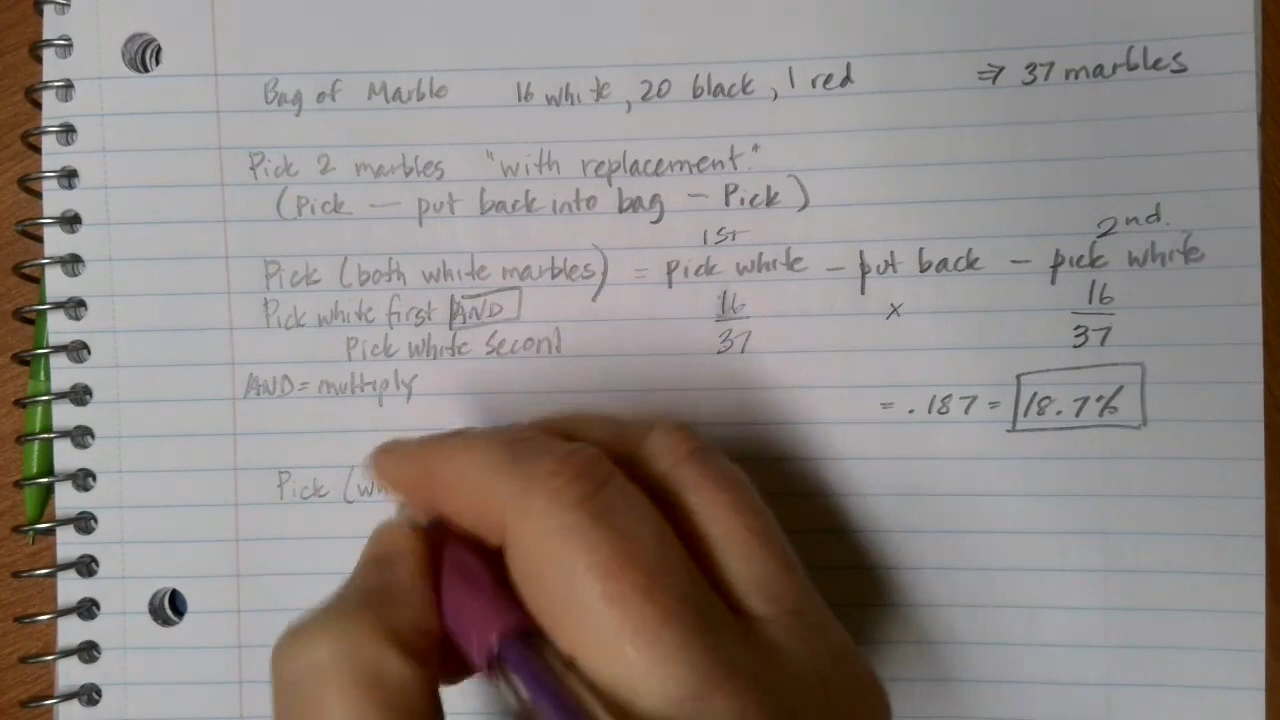 Bag of Marble 16 white, 20 black, 1 red ⇒ 37 marbles
Pick 2 marbles "with replacement."
(Pick — put back into bag — Pick)
1st 2nd.
Pick (both white marbles) = pick white — put back — pick white
Pick white first AND 16/37 x 16/37
Pick white second
AND = multiply
= .187 = 18.7%
Pick (wh